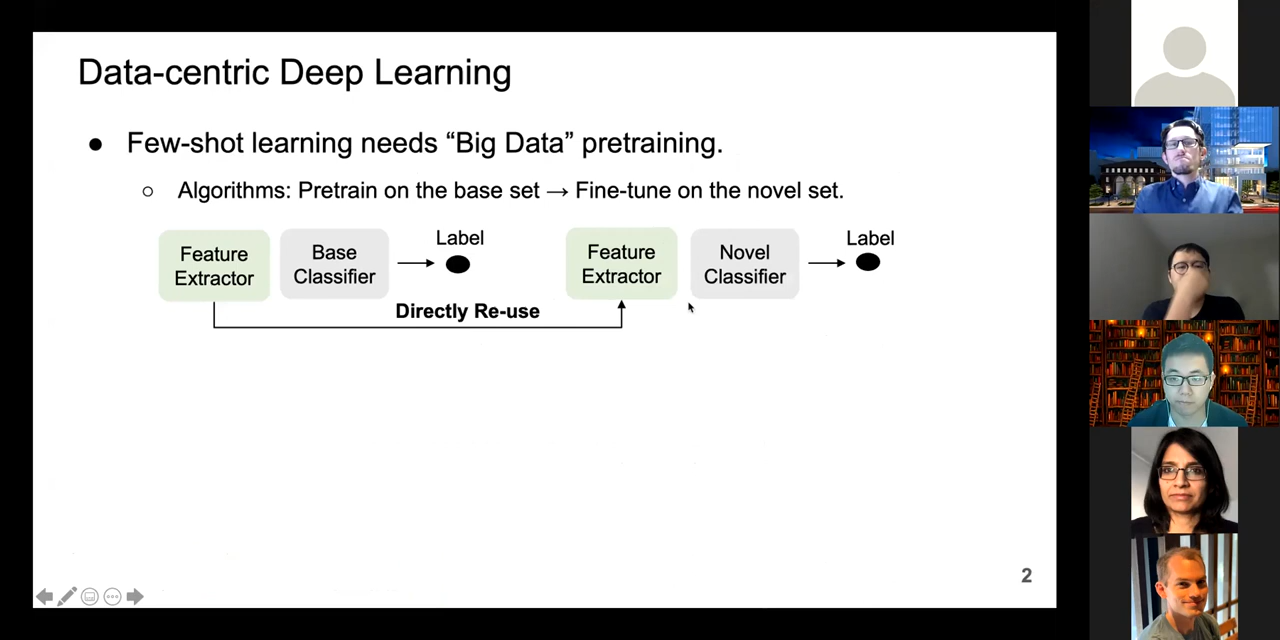 Data-centric Deep Learning
● Few-shot learning needs “Big Data” pretraining.
○ Algorithms: Pretrain on the base set → Fine-tune on the novel set.
Feature Extractor
Base Classifier
Label
Feature Extractor
Novel Classifier
Label
Directly Re-use
2